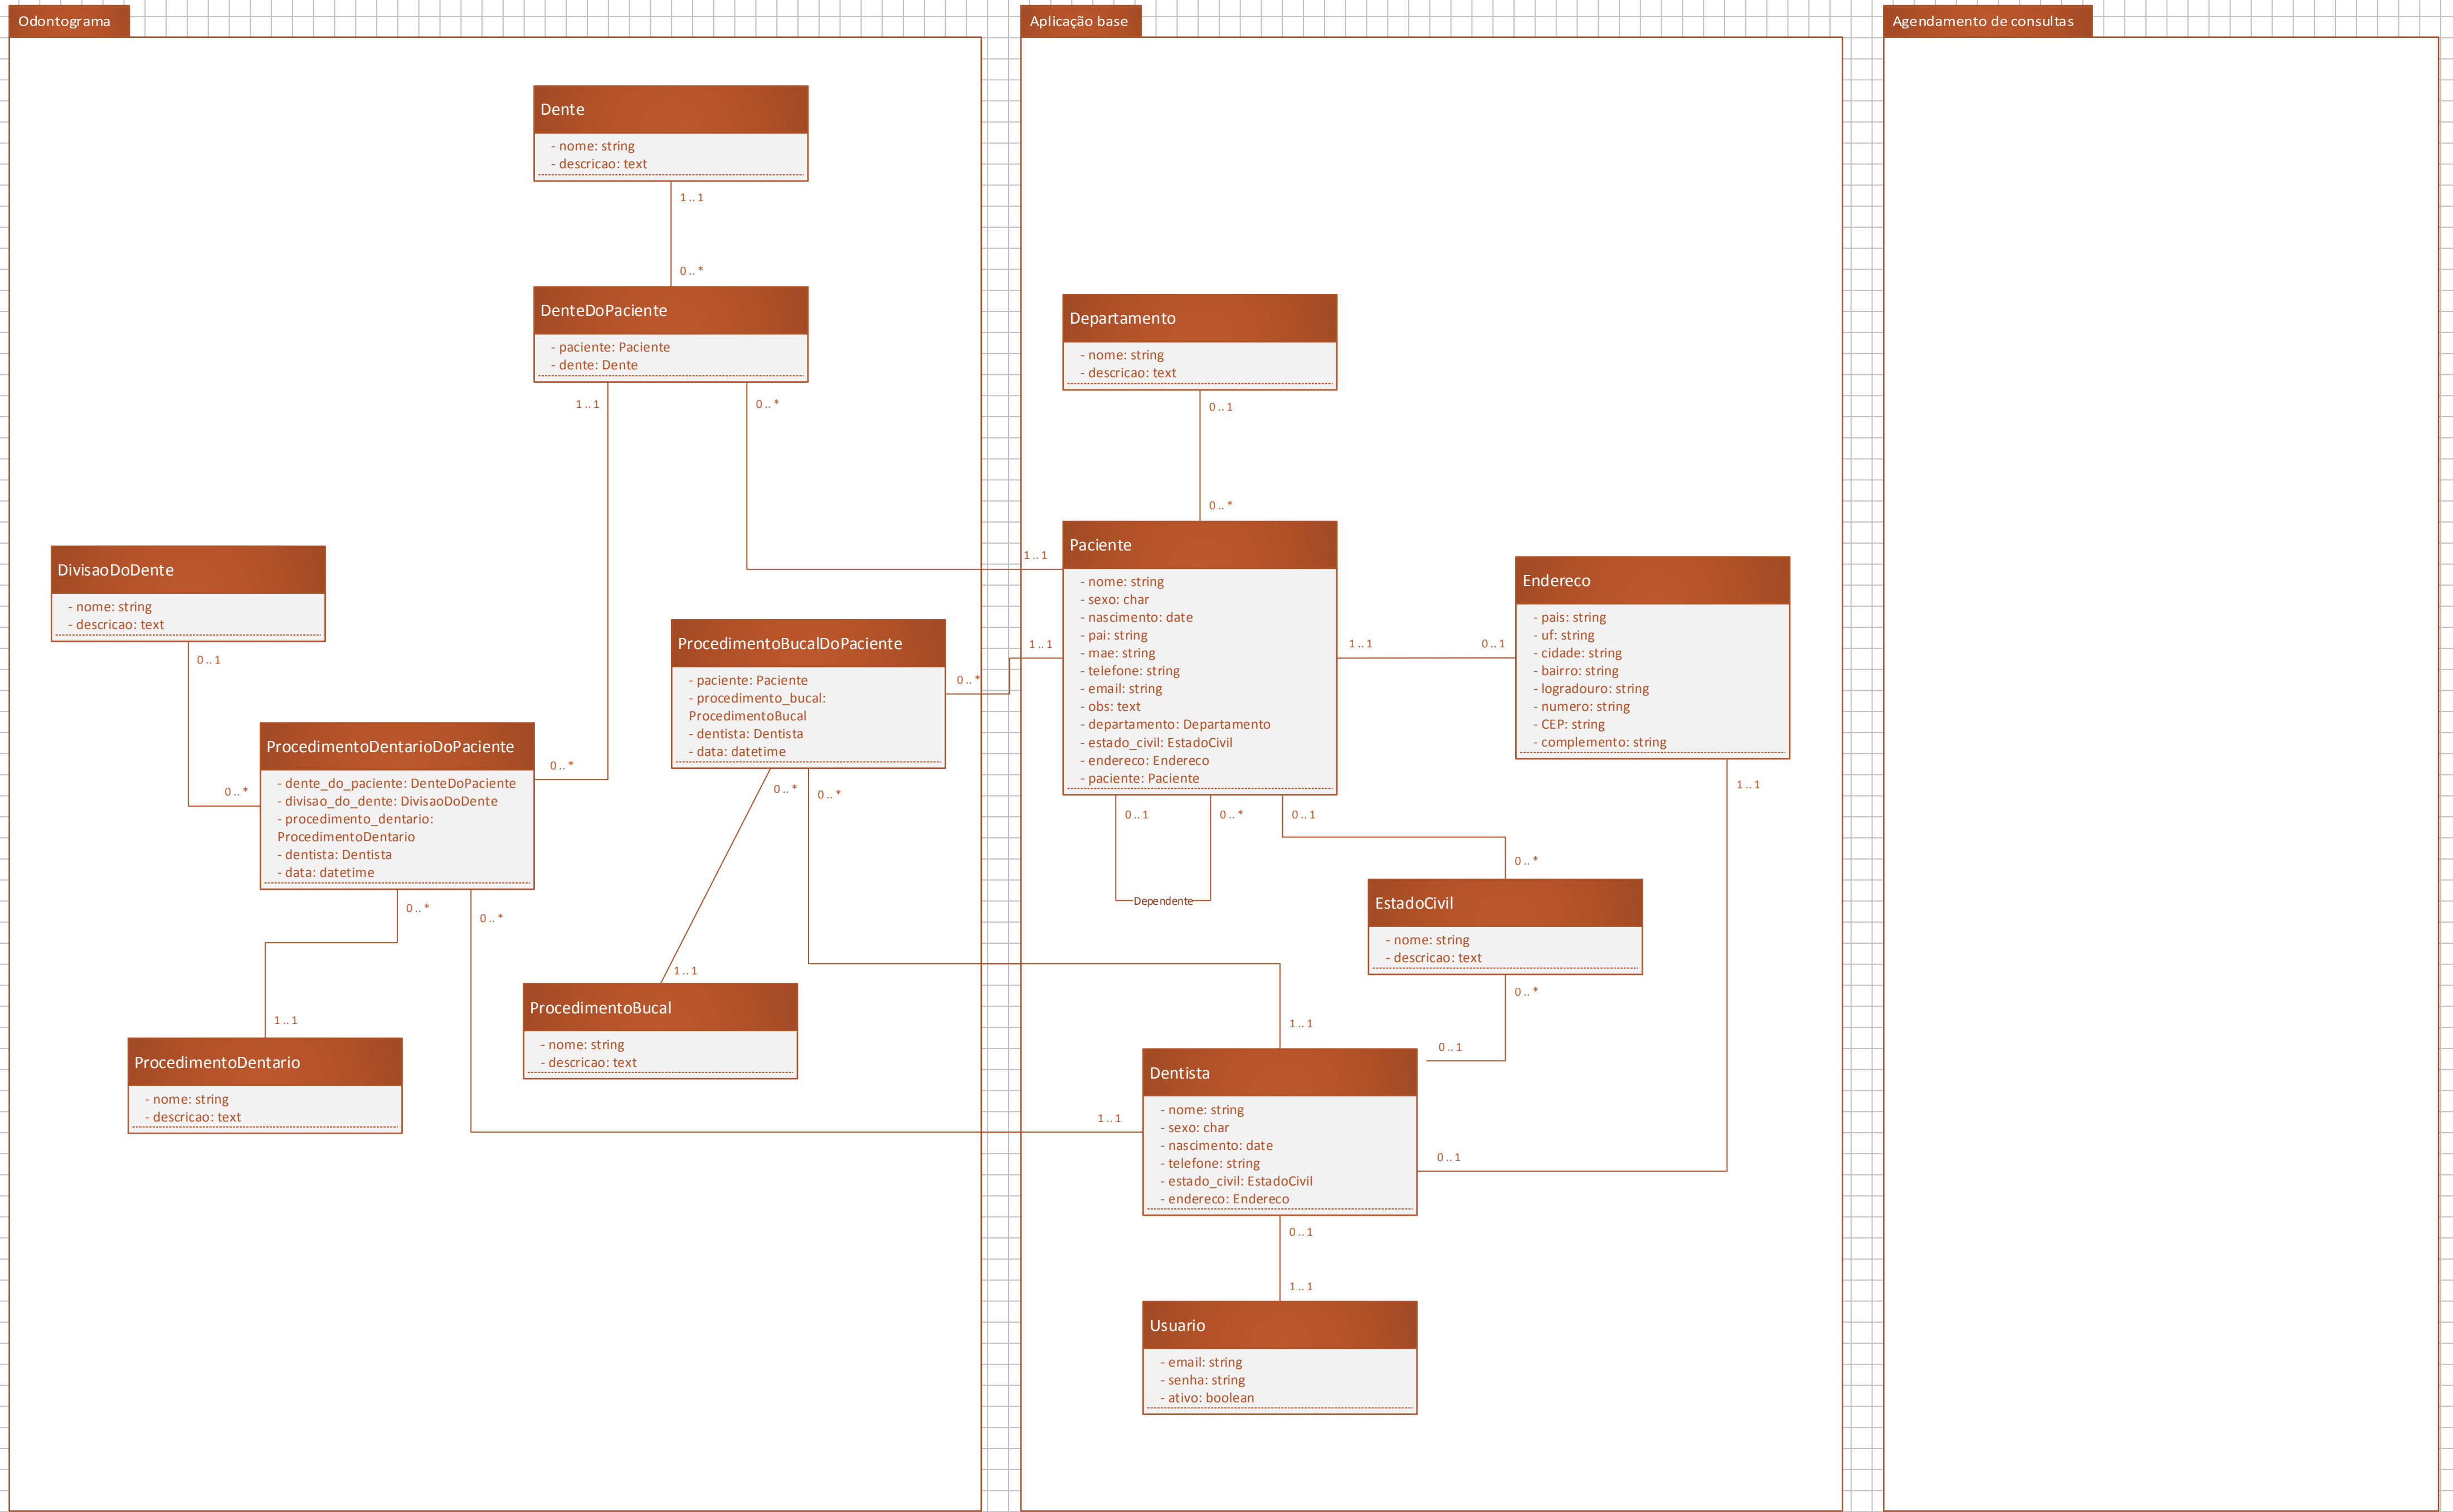 Odontograma
Dente
- nome: string
- descricao: text
1..1
0..*
DenteDoPaciente
- paciente: Paciente
- dente: Dente
1..1
0..*
DivisaoDoDente
- nome: string
- descricao: text
0..1
0..*
ProcedimentoBucalDoPaciente
- paciente: Paciente
- procedimento_bucal:
ProcedimentoBucal
- dentista: Dentista
- data: datetime
0..*
0..*
0..*
ProcedimentoDentarioDoPaciente
- dente_do_paciente: DenteDoPaciente
- divisao_do_dente: DivisaoDoDente
- procedimento_dentario:
ProcedimentoDentario
- dentista: Dentista
- data: datetime
0..*
0..*
0..*
1..1
ProcedimentoBucal
- nome: string
- descricao: text
1..1
ProcedimentoDentario
- nome: string
- descricao: text
Aplicação base
Departamento
- nome: string
- descricao: text
0..1
0..*
1..1
1..1
Paciente
- nome: string
- sexo: char
- nascimento: date
- pai: string
- mae: string
- telefone: string
- email: string
- obs: text
- departamento: Departamento
- estado_civil: EstadoCivil
- endereco: Endereco
- paciente: Paciente
1..1
0..1
Endereco
- pais: string
- uf: string
- cidade: string
- bairro: string
- logradouro: string
- numero: string
- CEP: string
- complemento: string
1..1
0..1
0..*
0..1
Dependente
0..*
EstadoCivil
- nome: string
- descricao: text
0..*
0..1
1..1
1..1
Dentista
- nome: string
- sexo: char
- nascimento: date
- telefone: string
- estado_civil: EstadoCivil
- endereco: Endereco
0..1
0..1
1..1
Usuario
- email: string
- senha: string
- ativo: boolean
Agendamento de consultas